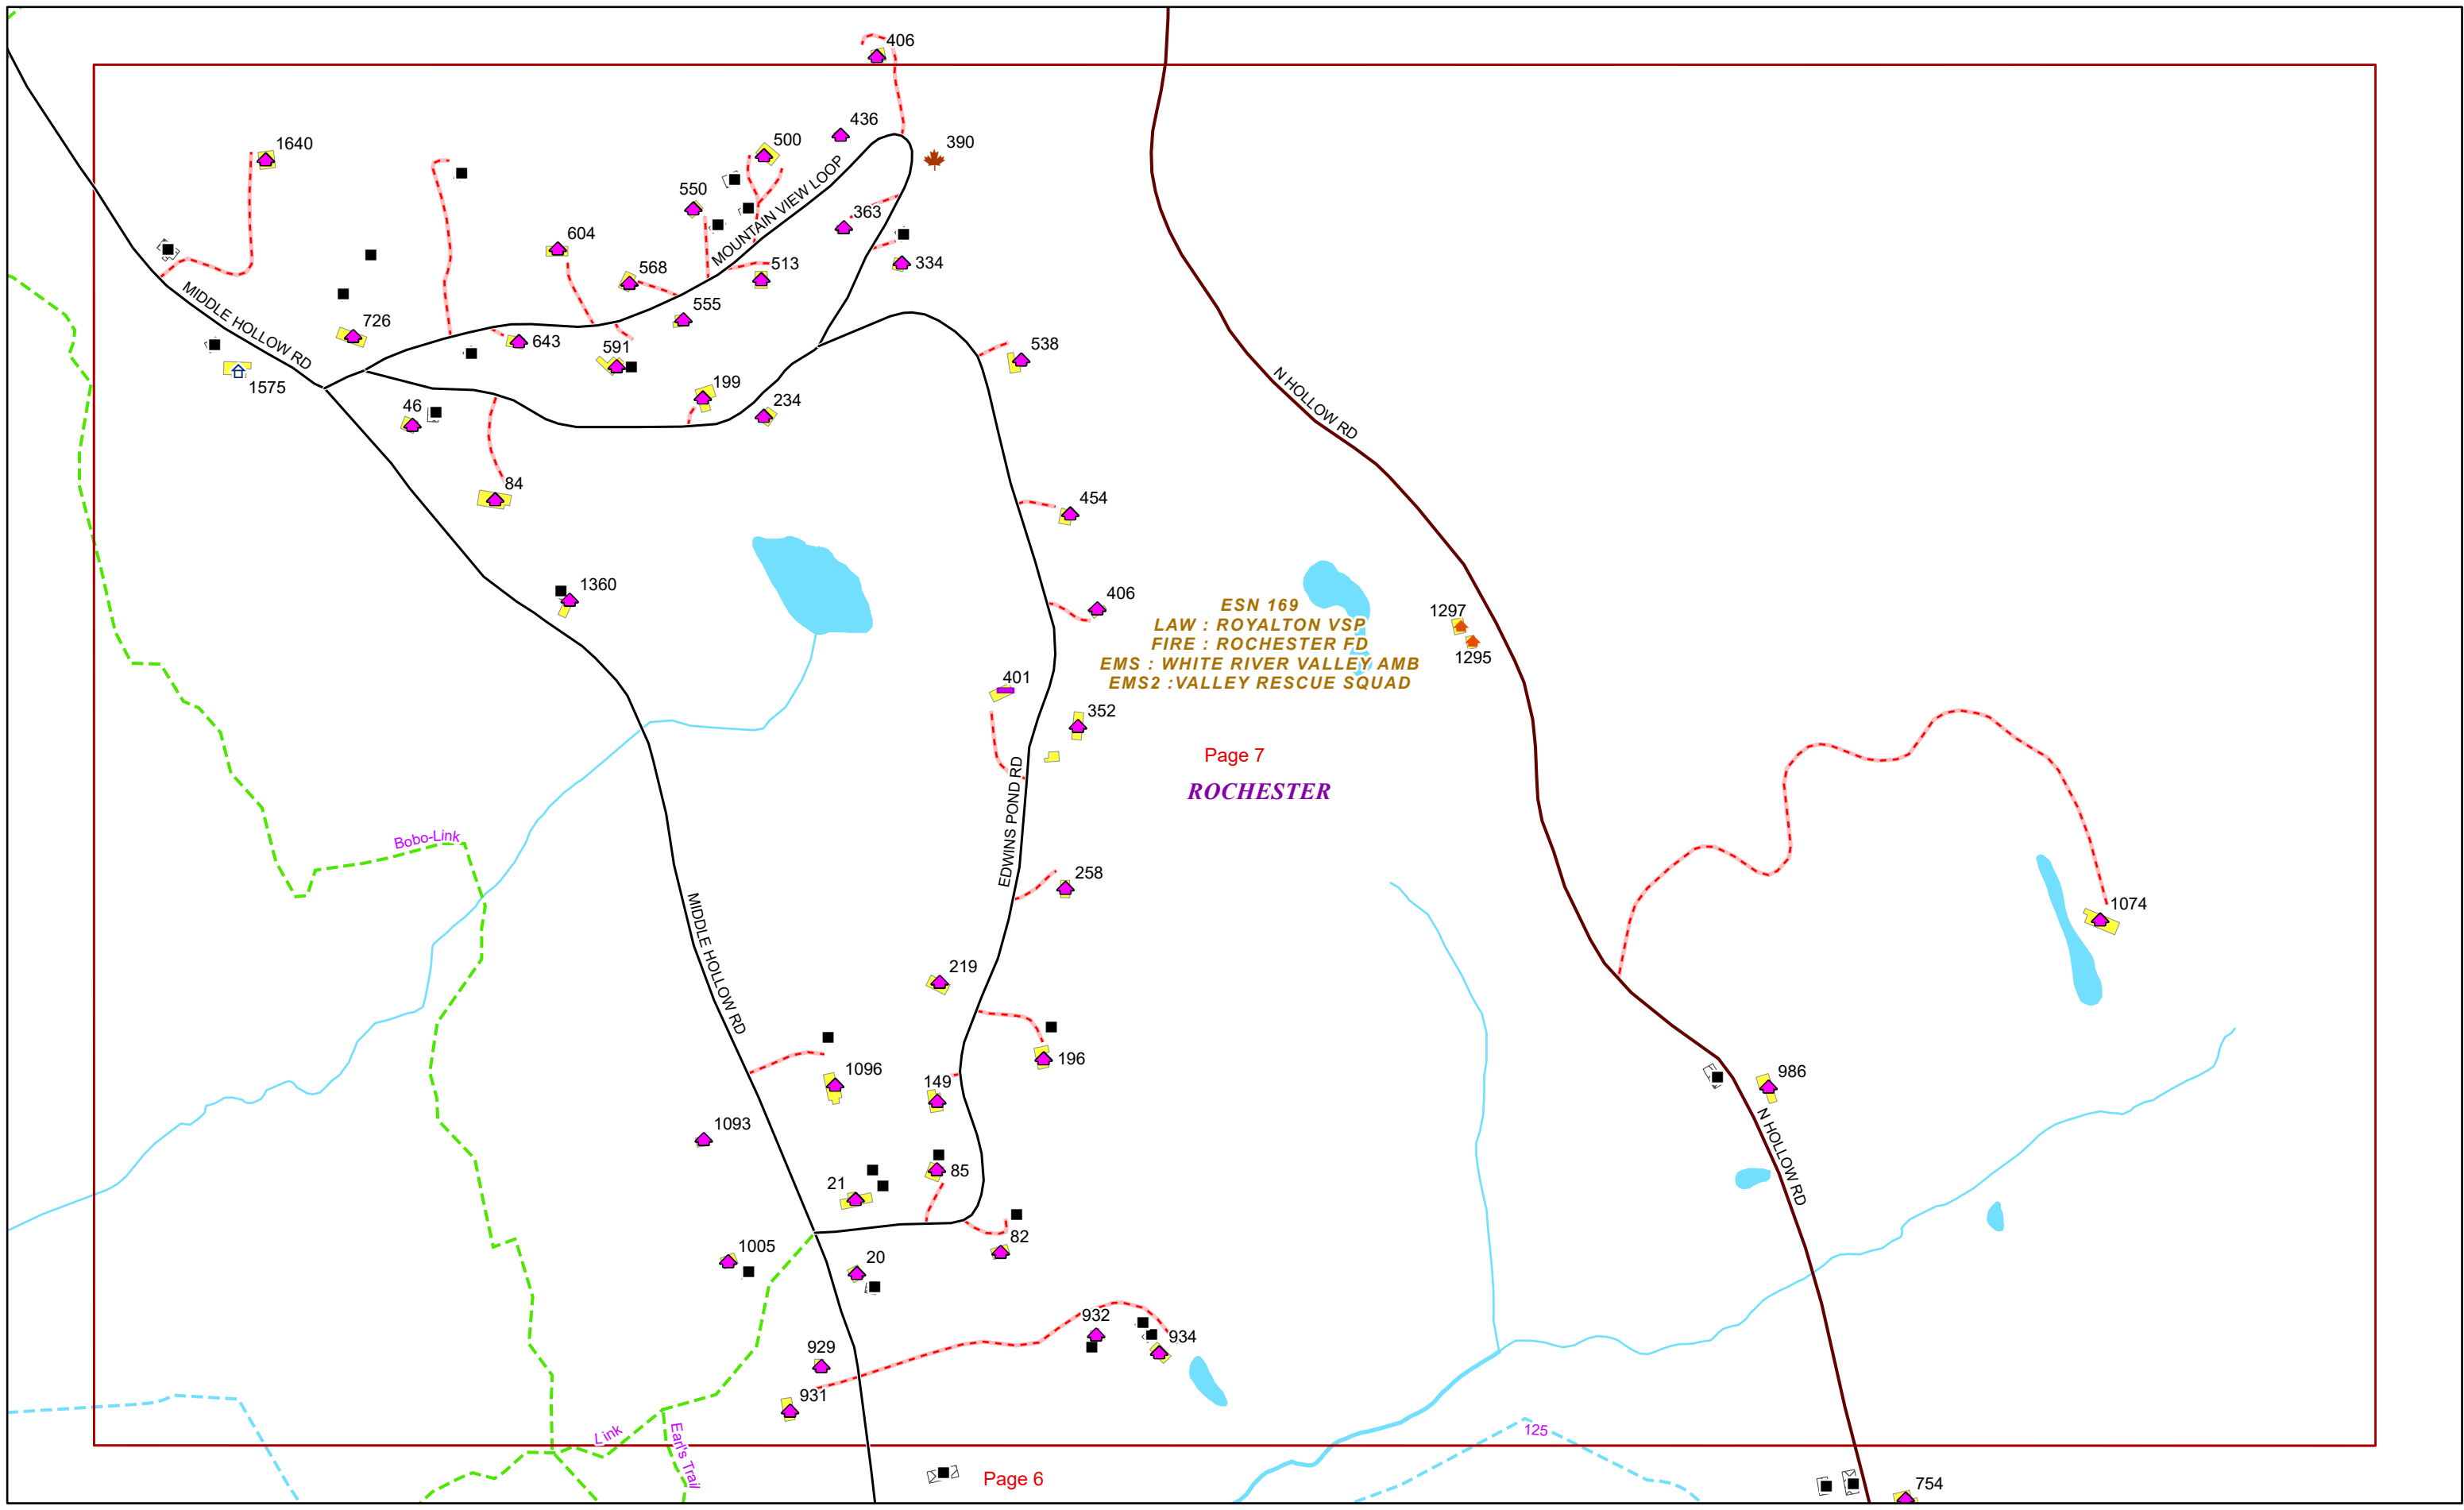 406
436
500
390
1640
MOUNTAIN VIEW LOOP
550
363
604
334
568
513
MIDDLE HOLLOW RD
555
726
643
591
538
1575
199
46
234
N HOLLOW RD
84
454
1360
406
ESN 169
LAW : ROYALTON VSP
FIRE : ROCHESTER FD
EMS : WHITE RIVER VALLEY AMB
EMS2 :VALLEY RESCUE SQUAD
1297
1295
401
352
Page 7
ROCHESTER
EDWINS POND RD
Bobo-Link
258
1074
MIDDLE HOLLOW RD
219
196
1096
149
986
1093
N HOLLOW RD
85
21
82
1005
20
932
934
929
931
Link
Earl's Trail
125
Page 6
754